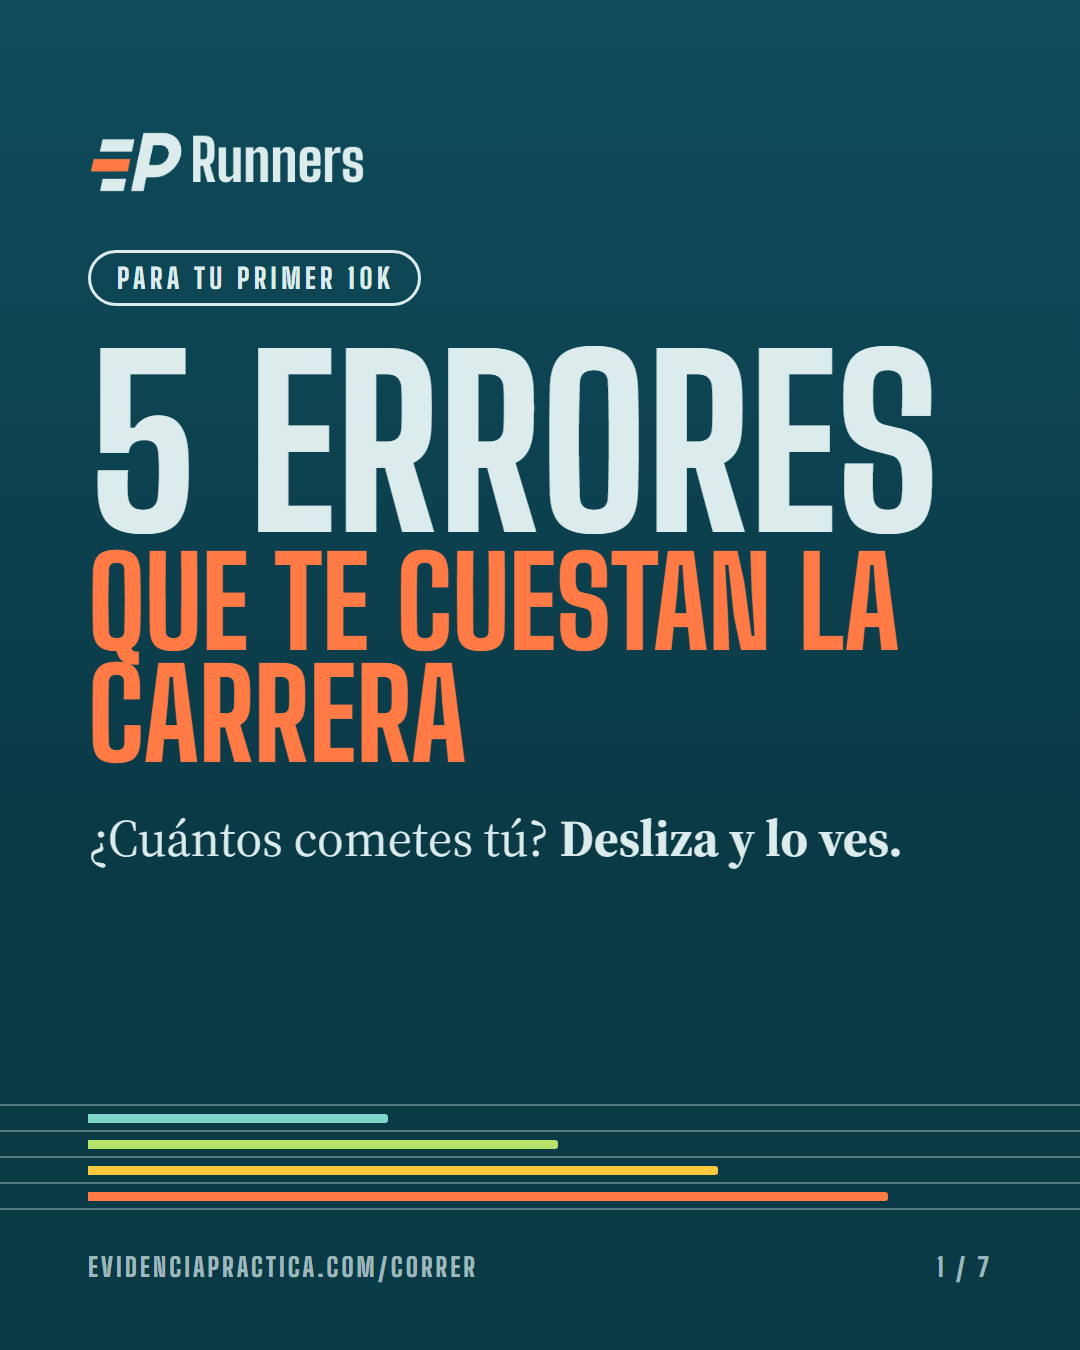 EP Runners
PARA TU PRIMER 10K
5 ERRORES
QUE TE CUESTAN LA
CARRERA
¿Cuántos cometes tú? Desliza y lo ves.
EVIDENCIAPRACTICA.COM/CORRER
1 / 7